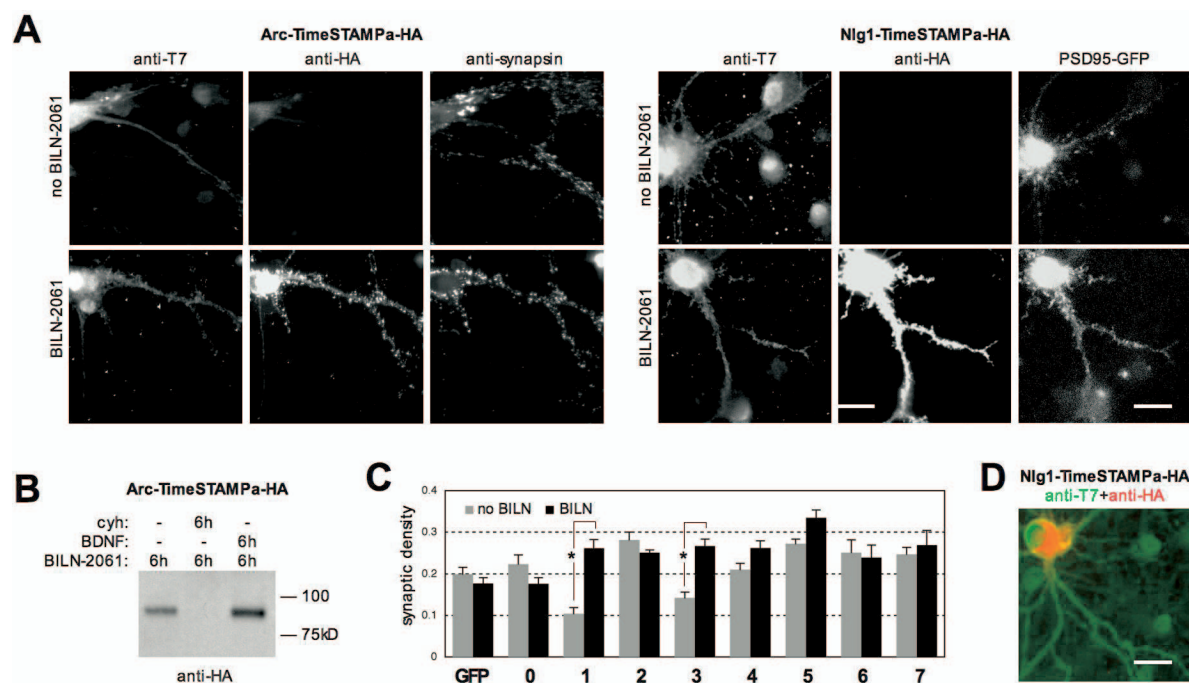 A
Arc-TimeSTAMPa-HA
anti-T7 anti-HA anti-synapsin
no BILN-2061
BILN-2061
Nlg1-TimeSTAMPa-HA
anti-T7 anti-HA PSD95-GFP
no BILN-2061
BILN-2061
B
Arc-TimeSTAMPa-HA
cyh: - 6h -
BDNF: - - 6h
BILN-2061: 6h 6h 6h
100
75kD
anti-HA
C
synaptic density
0.4
0.3
0.2
0.1
0
no BILN BILN
* *
GFP 0 1 2 3 4 5 6 7
D
Nlg1-TimeSTAMPa-HA
anti-T7+anti-HA